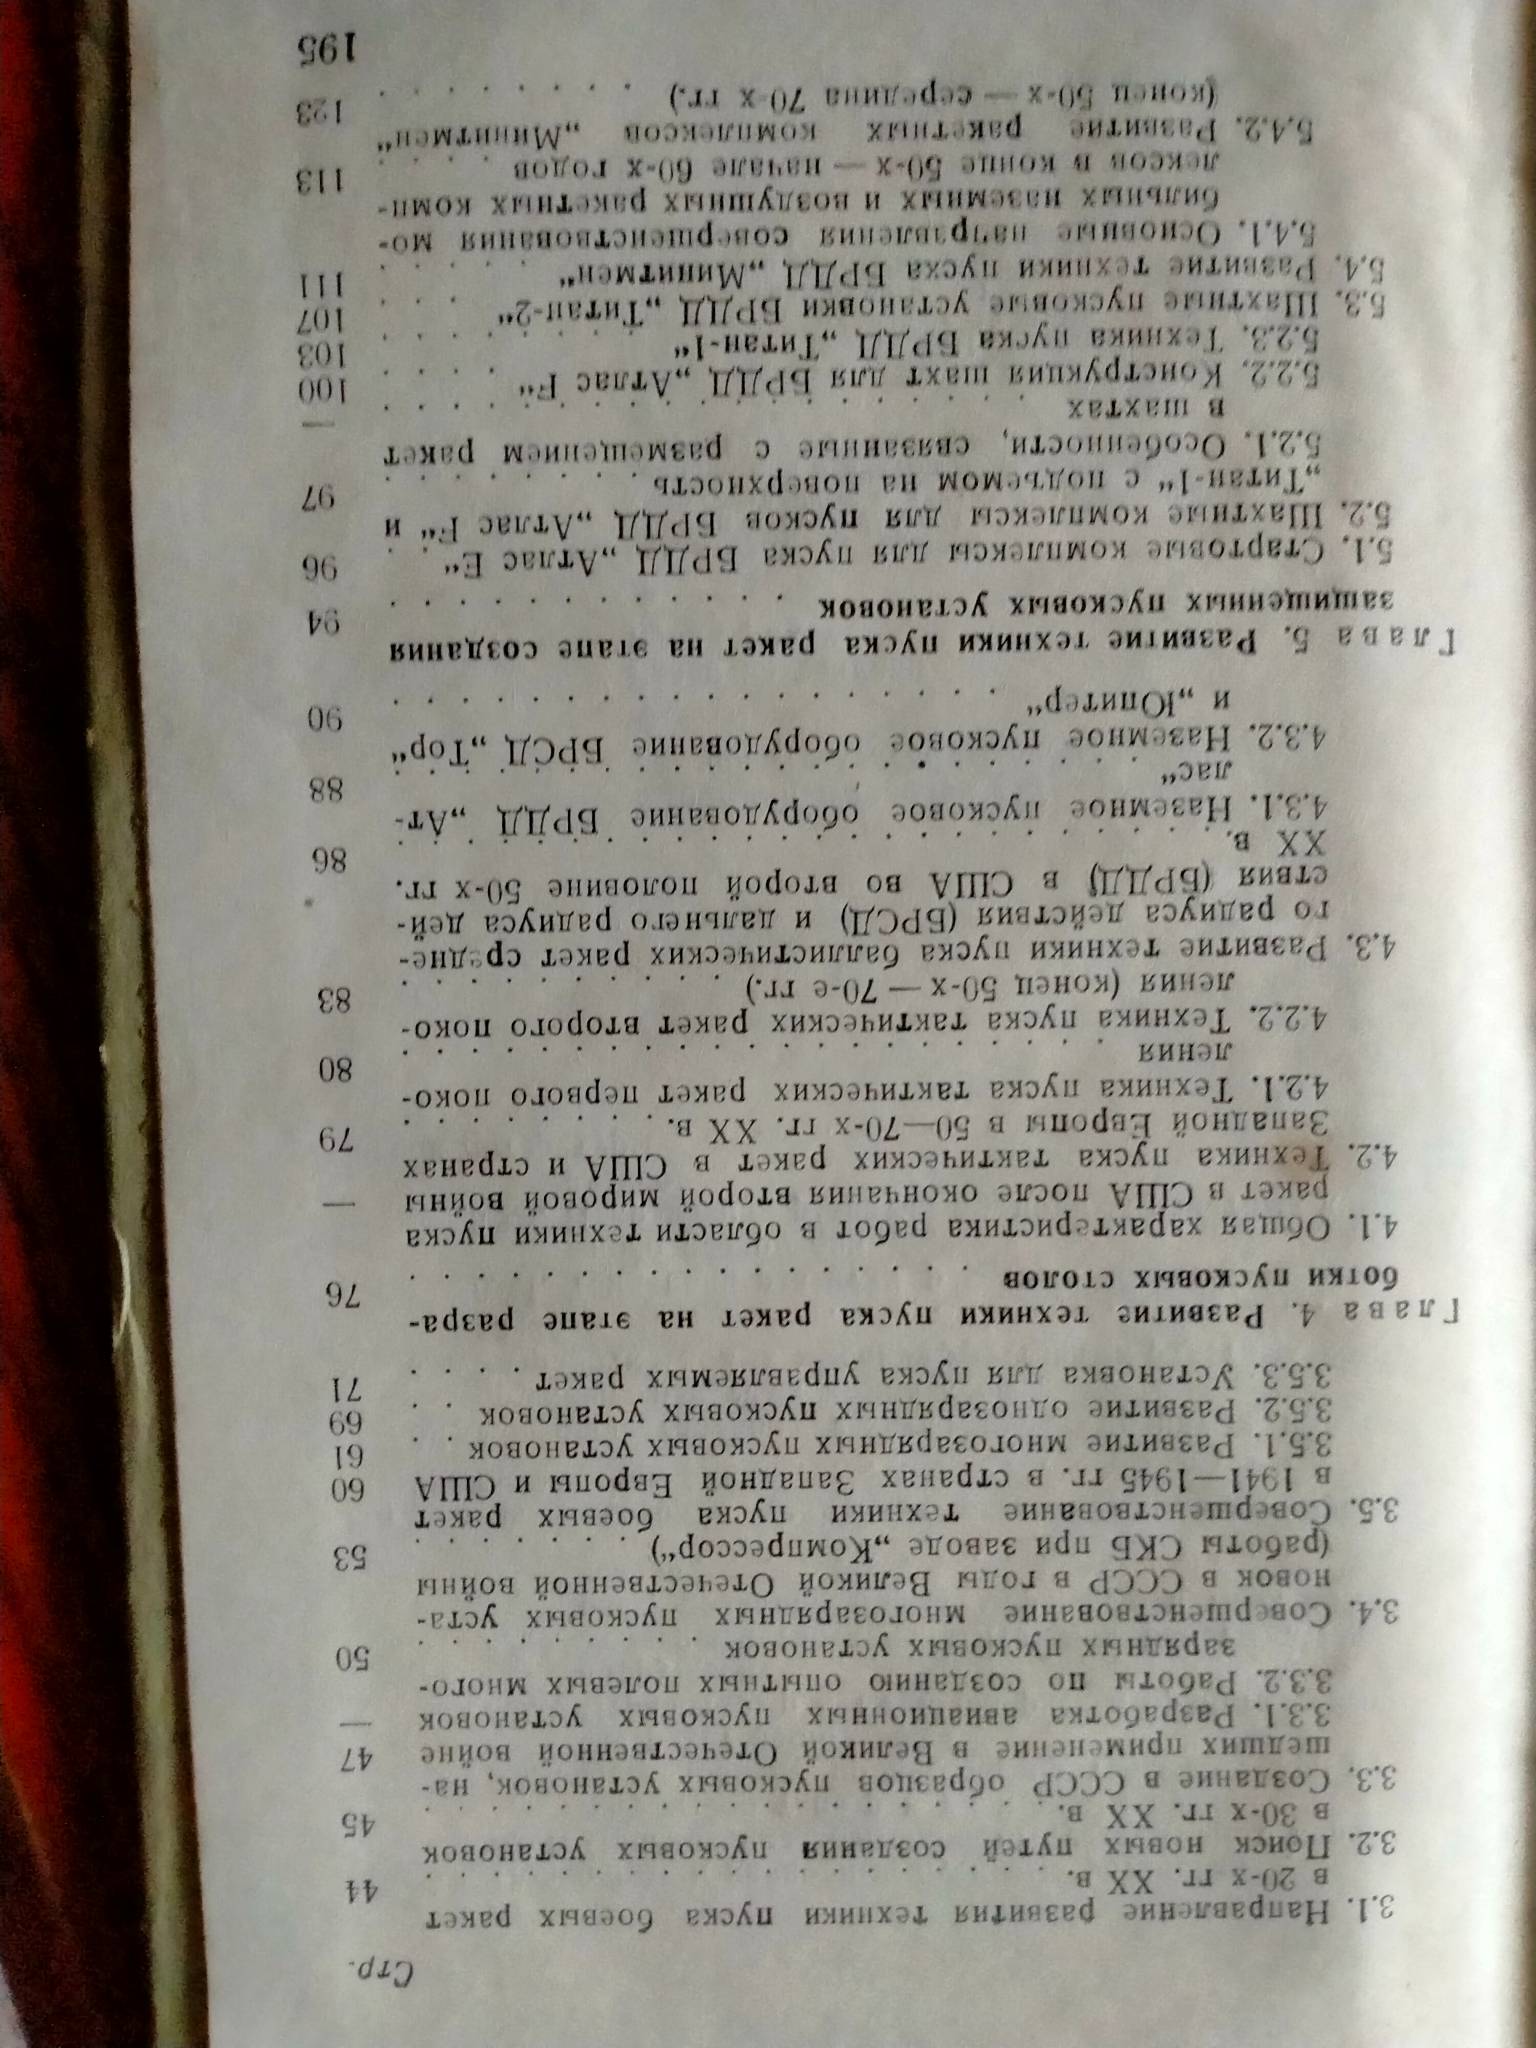 Стр.
3.1. Направление развития техники пуска боевых ракет
в 20-х гг. XX в. . . . . . . . . . . . . . . . 44
3.2. Поиск новых путей создания пусковых установок
в 30-х гг. XX в. . . . . . . . . . . . . . . . 45
3.3. Создание в СССР образцов пусковых установок, на-
шедших применение в Великой Отечественной войне 47
3.3.1. Разработка авиационных пусковых установок —
3.3.2. Работы по созданию опытных полевых много-
зарядных пусковых установок . . . . . . . . 50
3.4. Совершенствование многозарядных пусковых уста-
новок в СССР в годы Великой Отечественной войны
(работы СКБ при заводе „Компрессор“) . . . . . . . 53
3.5. Совершенствование техники пуска боевых ракет
в 1941—1945 гг. в странах Западной Европы и США 60
3.5.1. Развитие многозарядных пусковых установок . . 61
3.5.2. Развитие однозарядных пусковых установок . . 69
3.5.3. Установка для пуска управляемых ракет . . . . 71
Глава 4. Развитие техники пуска ракет на этапе разра-
ботки пусковых столов . . . . . . . . . . . . . . . 76
4.1. Общая характеристика работ в области техники пуска
ракет в США после окончания второй мировой войны —
4.2. Техника пуска тактических ракет в США и странах
Западной Европы в 50—70-х гг. XX в. . . . . . . . 79
4.2.1. Техника пуска тактических ракет первого поко-
ления . . . . . . . . . . . . . . . . . 80
4.2.2. Техника пуска тактических ракет второго поко-
ления (конец 50-х — 70-е гг.) . . . . . . . . 83
4.3. Развитие техники пуска баллистических ракет средне-
го радиуса действия (БРСД) и дальнего радиуса дей-
ствия (БРДД) в США во второй половине 50-х гг.
XX в. . . . . . . . . . . . . . . . . . . . . 86
4.3.1. Наземное пусковое оборудование БРДД „Ат-
лас“ . . . . . . . . . . . . . . . . . . 88
4.3.2. Наземное пусковое оборудование БРСД „Тор“
и „Юпитер“ . . . . . . . . . . . . . . . 90
Глава 5. Развитие техники пуска ракет на этапе создания
защищенных пусковых установок . . . . . . . . . . . 94
5.1. Стартовые комплексы для пуска БРДД „Атлас E“ . . 96
5.2. Шахтные комплексы для пусков БРДД „Атлас F“ и
„Титан-1“ с подъемом на поверхность . . . . . . . 97
5.2.1. Особенности, связанные с размещением ракет
в шахтах . . . . . . . . . . . . . . . . —
5.2.2. Конструкция шахт для БРДД „Атлас F“ . . . . 100
5.2.3. Техника пуска БРДД „Титан-1“ . . . . . . . 103
5.3. Шахтные пусковые установки БРДД „Титан-2“ . . . 107
5.4. Развитие техники пуска БРДД „Минитмен“ . . . . . 111
5.4.1. Основные направления совершенствования мо-
бильных наземных и воздушных ракетных комп-
лексов в конце 50-х — начале 60-х годов . . . . 113
5.4.2. Развитие ракетных комплексов „Минитмен“
(конец 50-х — середина 70-х гг.) . . . . . . . . 123
195